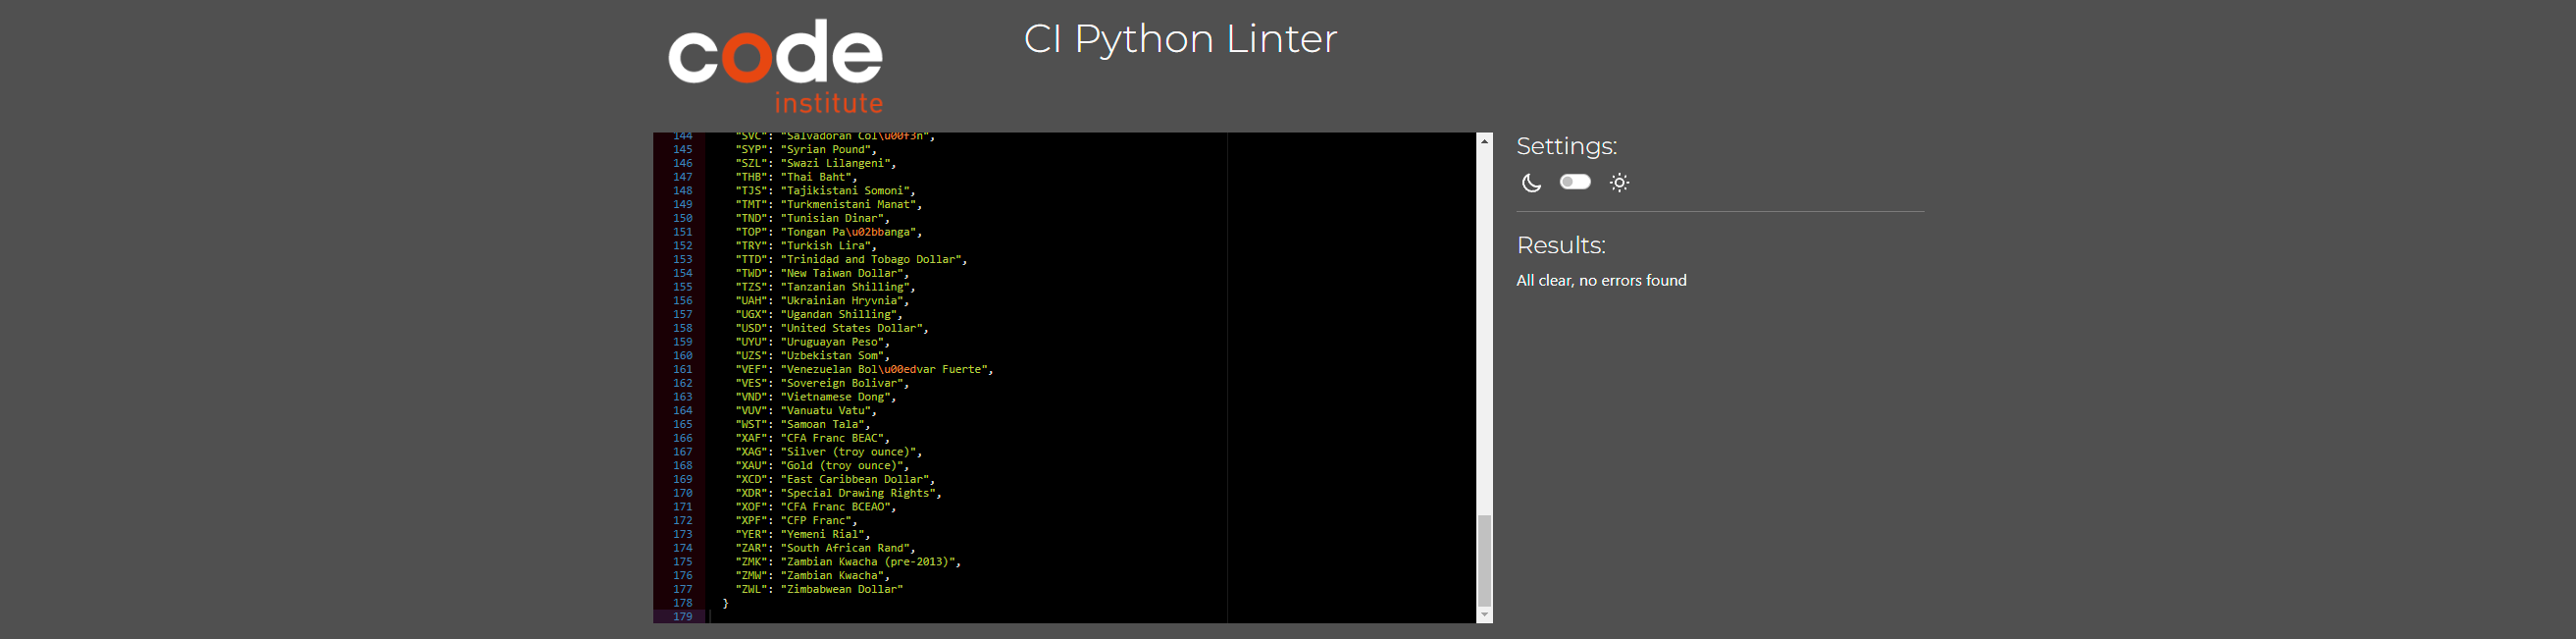 code
institute
CI Python Linter
144 "SVC": "Salvadoran Col\u00f3n",
145 "SYP": "Syrian Pound",
146 "SZL": "Swazi Lilangeni",
147 "THB": "Thai Baht",
148 "TJS": "Tajikistani Somoni",
149 "TMT": "Turkmenistani Manat",
150 "TND": "Tunisian Dinar",
151 "TOP": "Tongan Pa\u02bbanga",
152 "TRY": "Turkish Lira",
153 "TTD": "Trinidad and Tobago Dollar",
154 "TWD": "New Taiwan Dollar",
155 "TZS": "Tanzanian Shilling",
156 "UAH": "Ukrainian Hryvnia",
157 "UGX": "Ugandan Shilling",
158 "USD": "United States Dollar",
159 "UYU": "Uruguayan Peso",
160 "UZS": "Uzbekistan Som",
161 "VEF": "Venezuelan Bol\u00edvar Fuerte",
162 "VES": "Sovereign Bolivar",
163 "VND": "Vietnamese Dong",
164 "VUV": "Vanuatu Vatu",
165 "WST": "Samoan Tala",
166 "XAF": "CFA Franc BEAC",
167 "XAG": "Silver (troy ounce)",
168 "XAU": "Gold (troy ounce)",
169 "XCD": "East Caribbean Dollar",
170 "XDR": "Special Drawing Rights",
171 "XOF": "CFA Franc BCEAO",
172 "XPF": "CFP Franc",
173 "YER": "Yemeni Rial",
174 "ZAR": "South African Rand",
175 "ZMK": "Zambian Kwacha (pre-2013)",
176 "ZMW": "Zambian Kwacha",
177 "ZWL": "Zimbabwean Dollar"
178 }
179
Settings:
Results:
All clear, no errors found